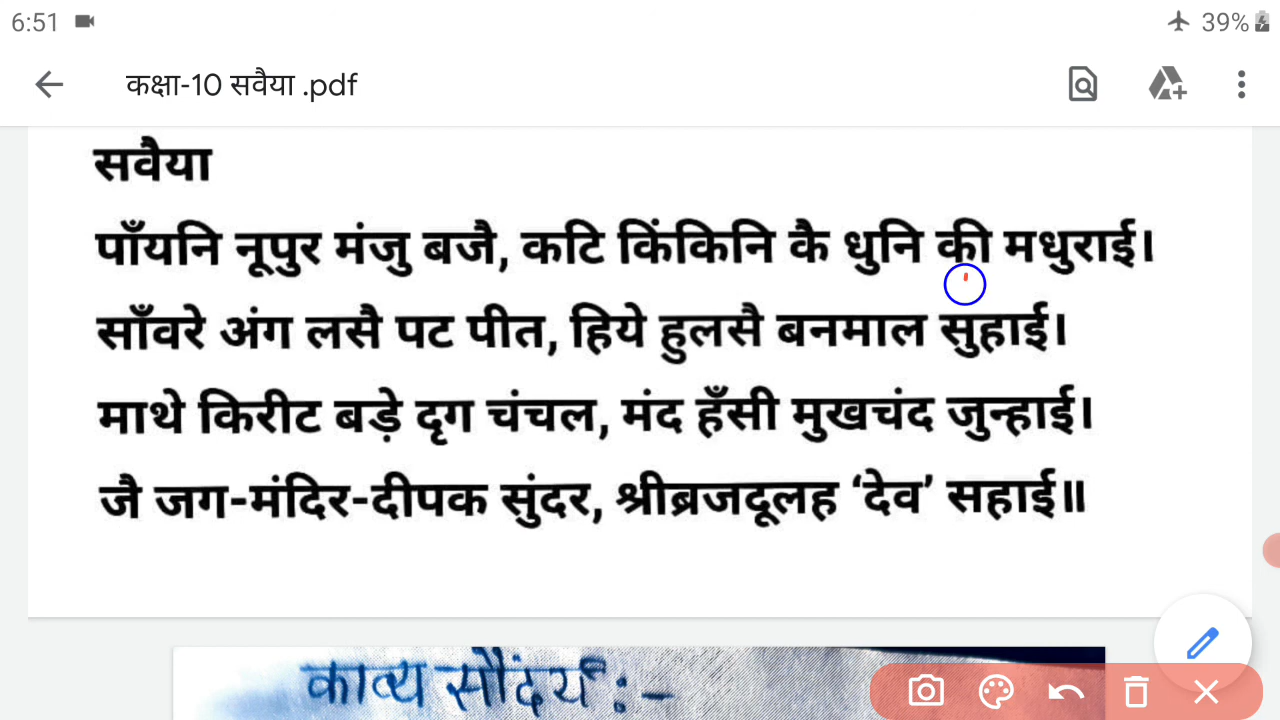 6:51 39%
कक्षा-10 सवैया .pdf
सवैया
पाँयनि नूपुर मंजु बजै, कटि किंकिनि कै धुनि की मधुराई।
साँवरे अंग लसै पट पीत, हिये हुलसै बनमाल सुहाई।
माथे किरीट बड़े दृग चंचल, मंद हँसी मुखचंद जुन्हाई।
जै जग-मंदिर-दीपक सुंदर, श्रीब्रजदूलह ‘देव’ सहाई॥
काव्य सौंदर्य :-